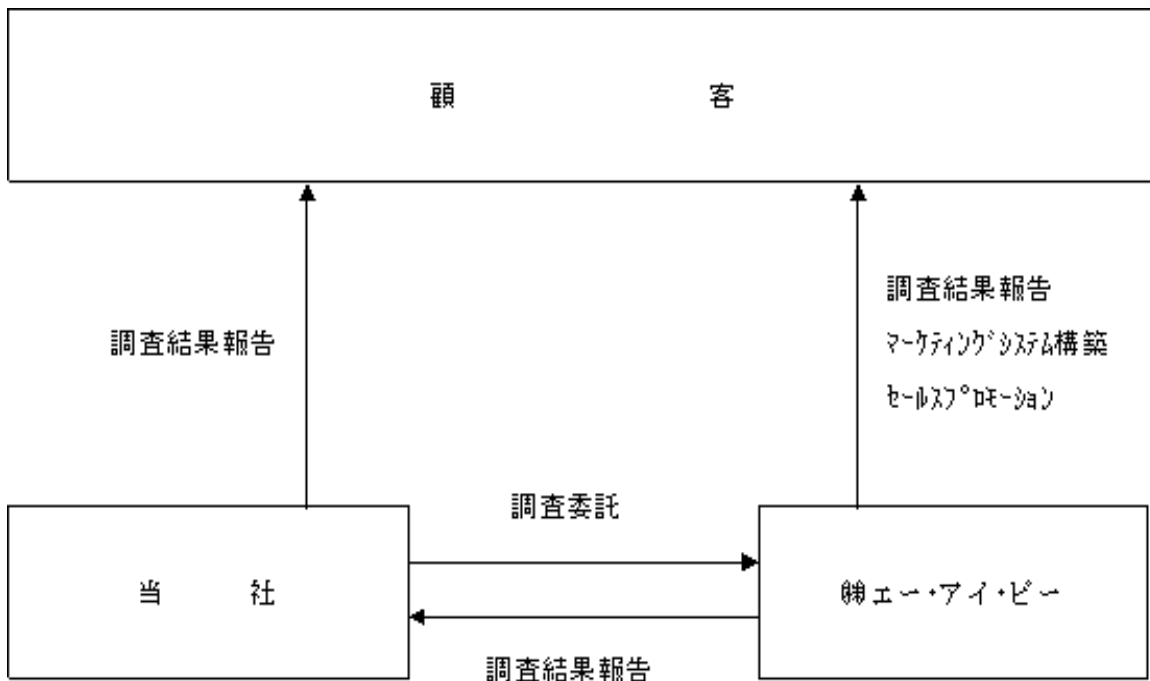 顧客
調査結果報告
調査結果報告
マーケティングシステム構築
セールスプロモーション
調査委託
当社
㈱エー・アイ・ビー
調査結果報告